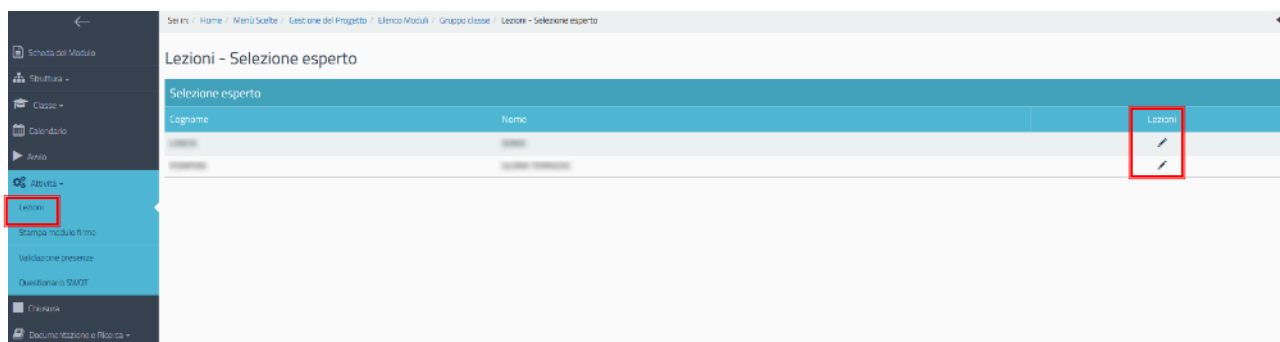 Sei in: / Home / Menù Scelte / Gestione del Progetto / Elenco Moduli / Gruppo classe / Lezioni - Selezione esperto
Scheda del Modulo
Struttura
Classe
Calendario
Avvio
Attività
Lezioni
Stampa modulo firme
Validazione presenze
Questionario SWOT
Chiusura
Documentazione e Ricerca
Lezioni - Selezione esperto
Selezione esperto
Cognome Nome Lezioni